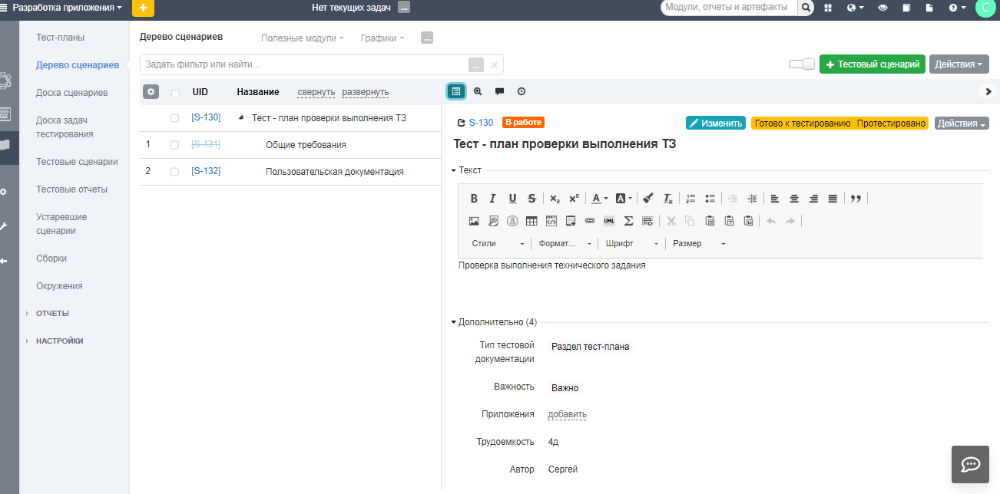 Разработка приложения
+
Нет текущих задач ...
Модули, отчеты и артефакты
?
C
Тест-планы
Дерево сценариев
Доска сценариев
Доска задач
тестирования
Тестовые сценарии
Тестовые отчеты
Устаревшие
сценарии
Сборки
Окружения
ОТЧЕТЫ
НАСТРОЙКИ
Дерево сценариев Полезные модули Графики ...
Задать фильтр или найти... ... ×
+ Тестовый сценарий Действия
UID Название свернуть развернуть
[S-130] Тест - план проверки выполнения ТЗ
1 [S-131] Общие требования
2 [S-132] Пользовательская документация
S-130 В работе Изменить Готово к тестированию Протестировано Действия
Тест - план проверки выполнения ТЗ
Текст
B I U S x₂ x² A A Tx
a UML Σ
Стили Формат... Шрифт Размер
Проверка выполнения технического задания
Дополнительно (4)
Тип тестовой
документации
Раздел тест-плана
Важность Важно
Приложения добавить
Трудоемкость 4д
Автор Сергей